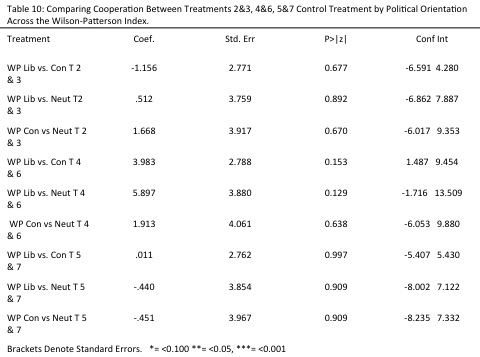 Table 10: Comparing Cooperation Between Treatments 2&3, 4&6, 5&7 Control Treatment by Political Orientation
Across the Wilson-Patterson Index.
Treatment Coef. Std. Err P>|z| Conf Int
WP Lib vs. Con T 2 -1.156 2.771 0.677 -6.591 4.280
& 3
WP Lib vs. Neut T2 .512 3.759 0.892 -6.862 7.887
& 3
WP Con vs Neut T 2 1.668 3.917 0.670 -6.017 9.353
& 3
WP Lib vs. Con T 4 3.983 2.788 0.153 1.487 9.454
& 6
WP Lib vs. Neut T 4 5.897 3.880 0.129 -1.716 13.509
& 6
WP Con vs Neut T 4 1.913 4.061 0.638 -6.053 9.880
& 6
WP Lib vs. Con T 5 .011 2.762 0.997 -5.407 5.430
& 7
WP Lib vs. Neut T 5 -.440 3.854 0.909 -8.002 7.122
& 7
WP Con vs. Neut T 5 -.451 3.967 0.909 -8.235 7.332
& 7
Brackets Denote Standard Errors. *= <0.100 **= <0.05, ***= <0.001